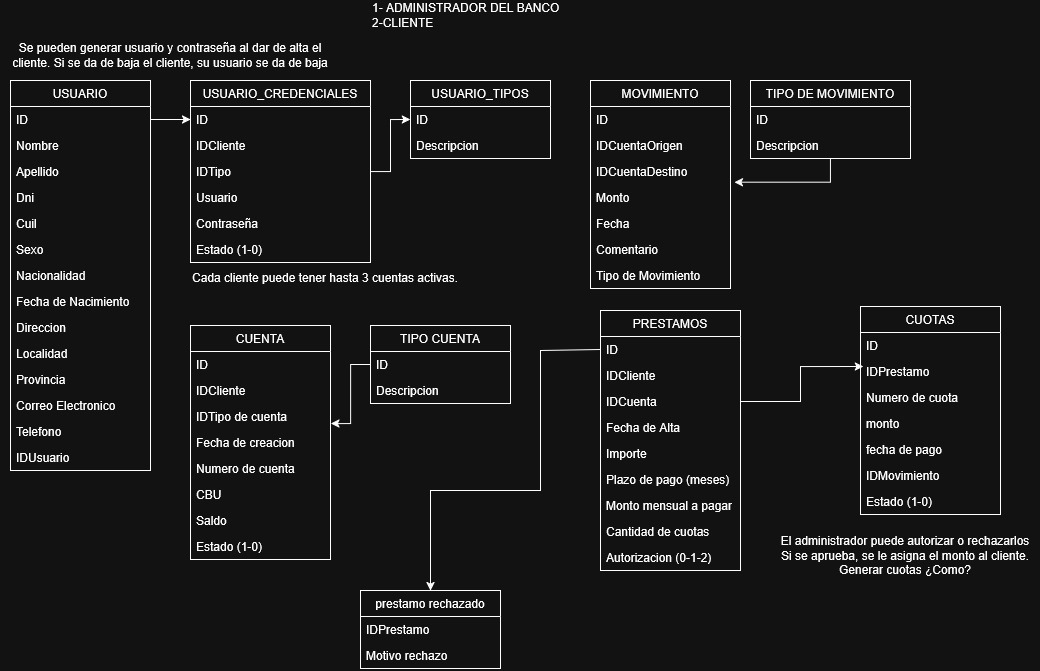 1- ADMINISTRADOR DEL BANCO
2-CLIENTE
Se pueden generar usuario y contraseña al dar de alta el
cliente. Si se da de baja el cliente, su usuario se da de baja
USUARIO
ID
Nombre
Apellido
Dni
Cuil
Sexo
Nacionalidad
Fecha de Nacimiento
Direccion
Localidad
Provincia
Correo Electronico
Telefono
IDUsuario
USUARIO_CREDENCIALES
ID
IDCliente
IDTipo
Usuario
Contraseña
Estado (1-0)
USUARIO_TIPOS
ID
Descripcion
MOVIMIENTO
ID
IDCuentaOrigen
IDCuentaDestino
Monto
Fecha
Comentario
Tipo de Movimiento
TIPO DE MOVIMIENTO
ID
Descripcion
Cada cliente puede tener hasta 3 cuentas activas.
CUENTA
ID
IDCliente
IDTipo de cuenta
Fecha de creacion
Numero de cuenta
CBU
Saldo
Estado (1-0)
TIPO CUENTA
ID
Descripcion
PRESTAMOS
ID
IDCliente
IDCuenta
Fecha de Alta
Importe
Plazo de pago (meses)
Monto mensual a pagar
Cantidad de cuotas
Autorizacion (0-1-2)
CUOTAS
ID
IDPrestamo
Numero de cuota
monto
fecha de pago
IDMovimiento
Estado (1-0)
El administrador puede autorizar o rechazarlos
Si se aprueba, se le asigna el monto al cliente.
Generar cuotas ¿Como?
prestamo rechazado
IDPrestamo
Motivo rechazo